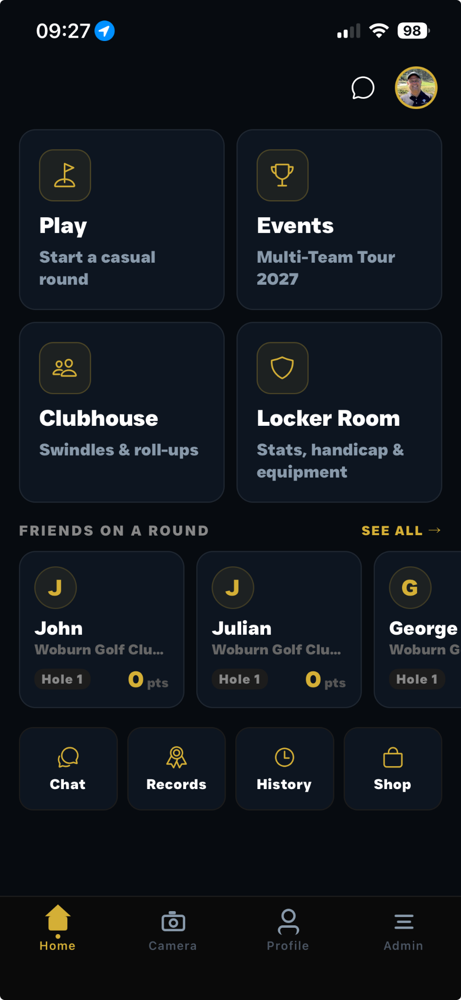 09:27
98
Play
Start a casual
round
Events
Multi-Team Tour
2027
Clubhouse
Swindles & roll-ups
Locker Room
Stats, handicap &
equipment
FRIENDS ON A ROUND
SEE ALL →
J
John
Woburn Golf Clu...
Hole 1
0 pts
J
Julian
Woburn Golf Clu...
Hole 1
0 pts
G
George
Woburn G
Hole 1
Chat
Records
History
Shop
Home
Camera
Profile
Admin